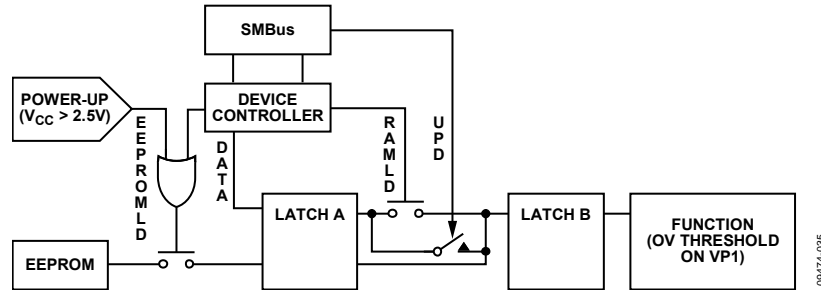 SMBus
POWER-UP
(VCC > 2.5V)
EEPROMLD
DEVICE
CONTROLLER
DATA
RAMLD
UPD
LATCH A
LATCH B
FUNCTION
(OV THRESHOLD
ON VP1)
EEPROM
09474-035